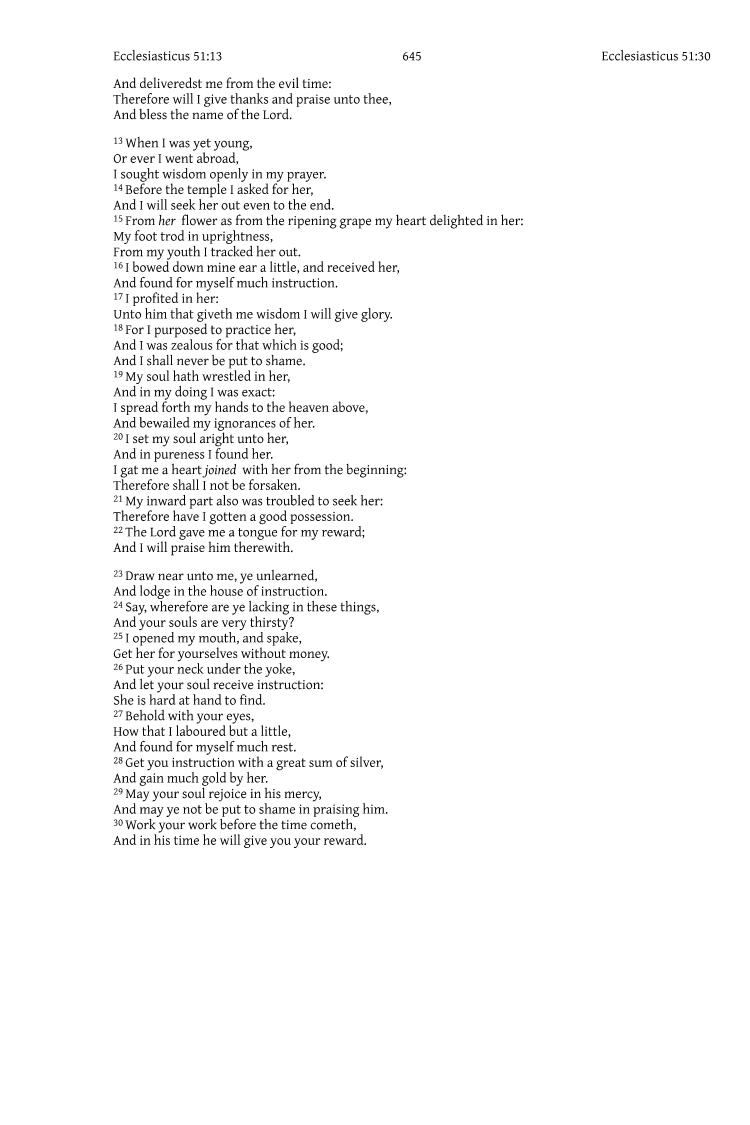 Ecclesiasticus 51:13 645 Ecclesiasticus 51:30
And deliveredst me from the evil time:
Therefore will I give thanks and praise unto thee,
And bless the name of the Lord.
13 When I was yet young,
Or ever I went abroad,
I sought wisdom openly in my prayer.
14 Before the temple I asked for her,
And I will seek her out even to the end.
15 From her flower as from the ripening grape my heart delighted in her:
My foot trod in uprightness,
From my youth I tracked her out.
16 I bowed down mine ear a little, and received her,
And found for myself much instruction.
17 I profited in her:
Unto him that giveth me wisdom I will give glory.
18 For I purposed to practice her,
And I was zealous for that which is good;
And I shall never be put to shame.
19 My soul hath wrestled in her,
And in my doing I was exact:
I spread forth my hands to the heaven above,
And bewailed my ignorances of her.
20 I set my soul aright unto her,
And in pureness I found her.
I gat me a heart joined with her from the beginning:
Therefore shall I not be forsaken.
21 My inward part also was troubled to seek her:
Therefore have I gotten a good possession.
22 The Lord gave me a tongue for my reward;
And I will praise him therewith.
23 Draw near unto me, ye unlearned,
And lodge in the house of instruction.
24 Say, wherefore are ye lacking in these things,
And your souls are very thirsty?
25 I opened my mouth, and spake,
Get her for yourselves without money.
26 Put your neck under the yoke,
And let your soul receive instruction:
She is hard at hand to find.
27 Behold with your eyes,
How that I laboured but a little,
And found for myself much rest.
28 Get you instruction with a great sum of silver,
And gain much gold by her.
29 May your soul rejoice in his mercy,
And may ye not be put to shame in praising him.
30 Work your work before the time cometh,
And in his time he will give you your reward.